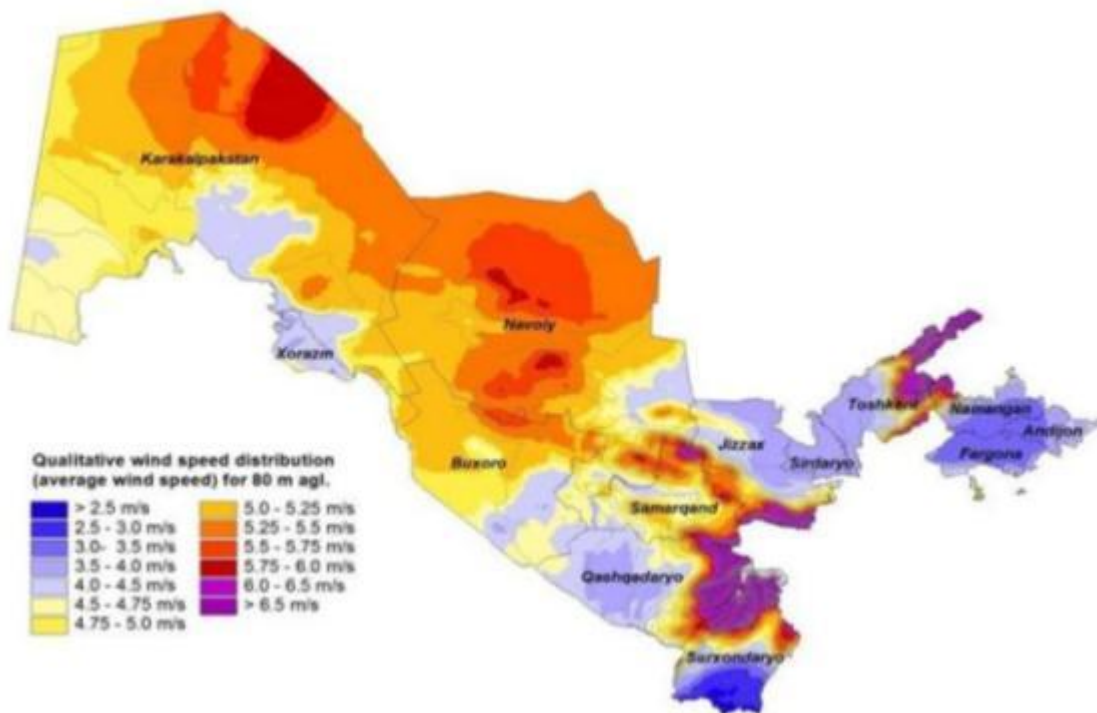 Karakalpakstan
Navoiy
Xorazm
Toshkent
Namangan
Andijon
Fargona
Jizzax
Sirdaryo
Buxoro
Samarqand
Qashqadaryo
Surxondaryo
Qualitative wind speed distribution
(average wind speed) for 80 m agl.
> 2.5 m/s
2.5 - 3.0 m/s
3.0- 3.5 m/s
3.5 - 4.0 m/s
4.0 - 4.5 m/s
4.5 - 4.75 m/s
4.75 - 5.0 m/s
5.0 - 5.25 m/s
5.25 - 5.5 m/s
5.5 - 5.75 m/s
5.75 - 6.0 m/s
6.0 - 6.5 m/s
> 6.5 m/s